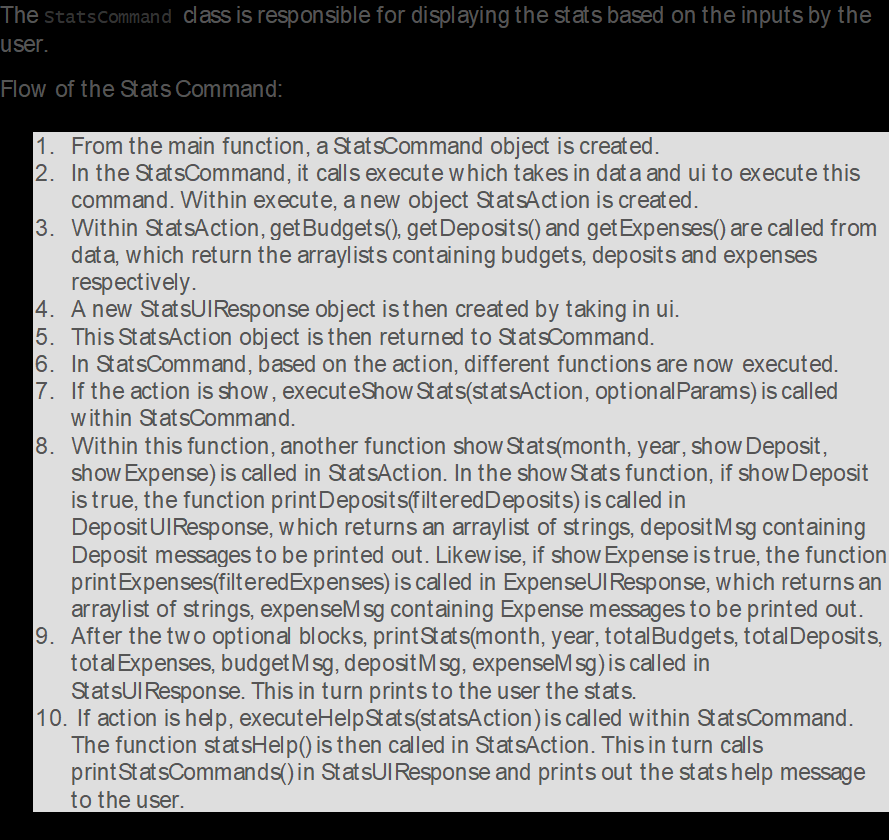 The StatsCommand class is responsible for displaying the stats based on the inputs by the
user.
Flow of the Stats Command:
1. From the main function, a StatsCommand object is created.
2. In the StatsCommand, it calls execute which takes in data and ui to execute this
command. Within execute, a new object StatsAction is created.
3. Within StatsAction, getBudgets(), getDeposits() and getExpenses() are called from
data, which return the arraylists containing budgets, deposits and expenses
respectively.
4. A new StatsUIResponse object is then created by taking in ui.
5. This StatsAction object is then returned to StatsCommand.
6. In StatsCommand, based on the action, different functions are now executed.
7. If the action is show, executeShowStats(statsAction, optionalParams) is called
within StatsCommand.
8. Within this function, another function showStats(month, year, showDeposit,
showExpense) is called in StatsAction. In the showStats function, if showDeposit
is true, the function printDeposits(filteredDeposits) is called in
DepositUIResponse, which returns an arraylist of strings, depositMsg containing
Deposit messages to be printed out. Likewise, if showExpense is true, the function
printExpenses(filteredExpenses) is called in ExpenseUIResponse, which returns an
arraylist of strings, expenseMsg containing Expense messages to be printed out.
9. After the two optional blocks, printStats(month, year, totalBudgets, totalDeposits,
totalExpenses, budgetMsg, depositMsg, expenseMsg) is called in
StatsUIResponse. This in turn prints to the user the stats.
10. If action is help, executeHelpStats(statsAction) is called within StatsCommand.
The function statsHelp() is then called in StatsAction. This in turn calls
printStatsCommands() in StatsUIResponse and prints out the stats help message
to the user.